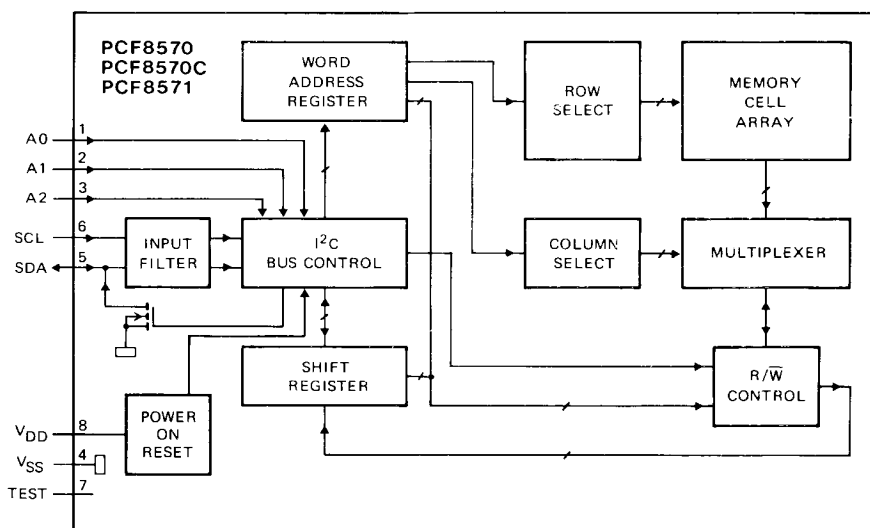 PCF8570
PCF8570C
PCF8571
WORD
ADDRESS
REGISTER
ROW
SELECT
MEMORY
CELL
ARRAY
A0
1
A1
2
A2
3
SCL
6
SDA
5
INPUT
FILTER
I²C
BUS CONTROL
COLUMN
SELECT
MULTIPLEXER
SHIFT
REGISTER
R/W̅
CONTROL
POWER
ON
RESET
VDD
8
VSS
4
TEST
7